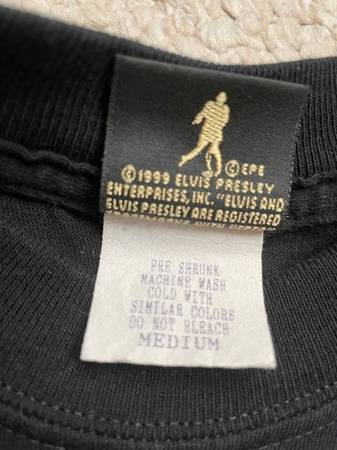 © EPE
© 1999 ELVIS PRESLEY
ENTERPRISES, INC. "ELVIS AND
ELVIS PRESLEY ARE REGISTERED
PRE SHRUNK
MACHINE WASH
COLD WITH
SIMILAR COLORS
DO NOT BLEACH
MEDIUM